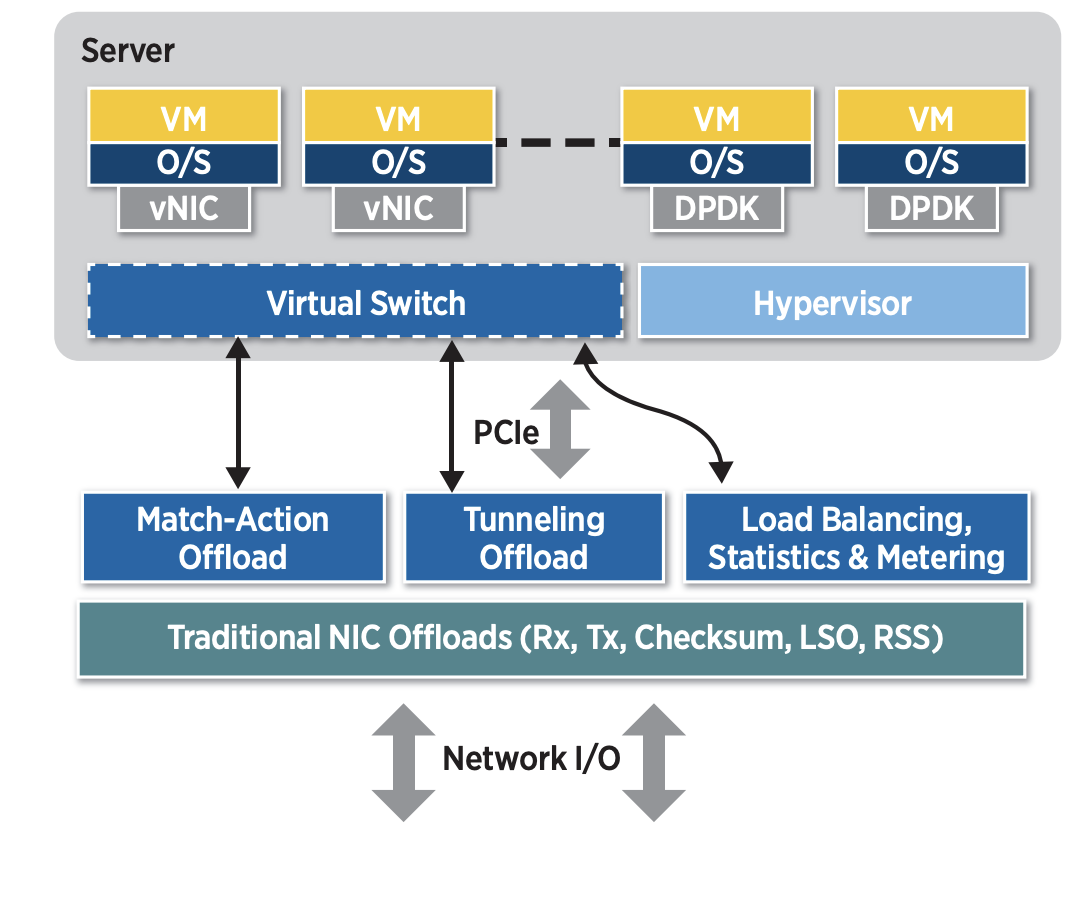 Server
VM
VM
VM
VM
O/S
O/S
O/S
O/S
vNIC
vNIC
DPDK
DPDK
Virtual Switch
Hypervisor
PCIe
Match-Action
Offload
Tunneling
Offload
Load Balancing,
Statistics & Metering
Traditional NIC Offloads (Rx, Tx, Checksum, LSO, RSS)
Network I/O